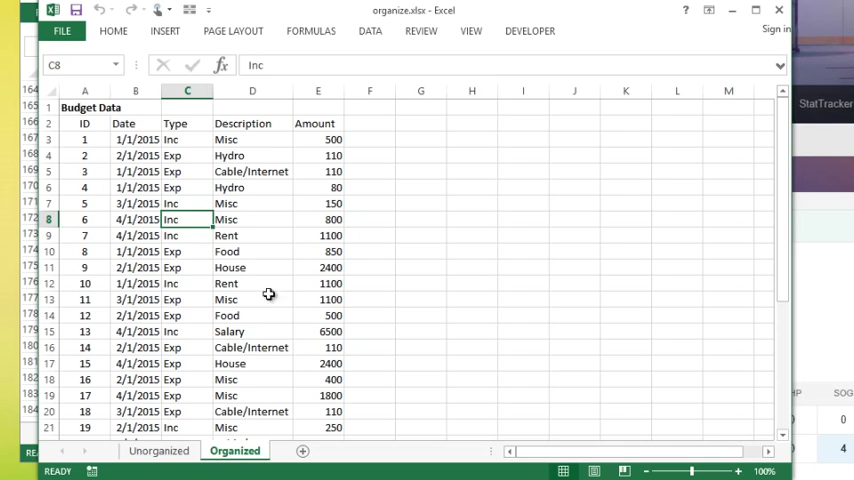 organize.xlsx - Excel
FILE HOME INSERT PAGE LAYOUT FORMULAS DATA REVIEW VIEW DEVELOPER
Sign in
C8 fx Inc
A B C D E F G H I J K L M
1 Budget Data
2 ID Date Type Description Amount
3 1 1/1/2015 Inc Misc 500
4 2 2/1/2015 Exp Hydro 110
5 3 1/1/2015 Exp Cable/Internet 110
6 4 1/1/2015 Exp Hydro 80
7 5 3/1/2015 Inc Misc 150
8 6 4/1/2015 Inc Misc 800
9 7 4/1/2015 Inc Rent 1100
10 8 1/1/2015 Exp Food 850
11 9 2/1/2015 Exp House 2400
12 10 1/1/2015 Inc Rent 1100
13 11 3/1/2015 Exp Misc 1100
14 12 2/1/2015 Exp Food 500
15 13 4/1/2015 Inc Salary 6500
16 14 2/1/2015 Exp Cable/Internet 110
17 15 4/1/2015 Exp House 2400
18 16 2/1/2015 Exp Misc 400
19 17 4/1/2015 Exp Misc 1800
20 18 3/1/2015 Exp Cable/Internet 110
21 19 2/1/2015 Inc Misc 250
Unorganized Organized
READY 100%
StatTracker
SOG
0
4